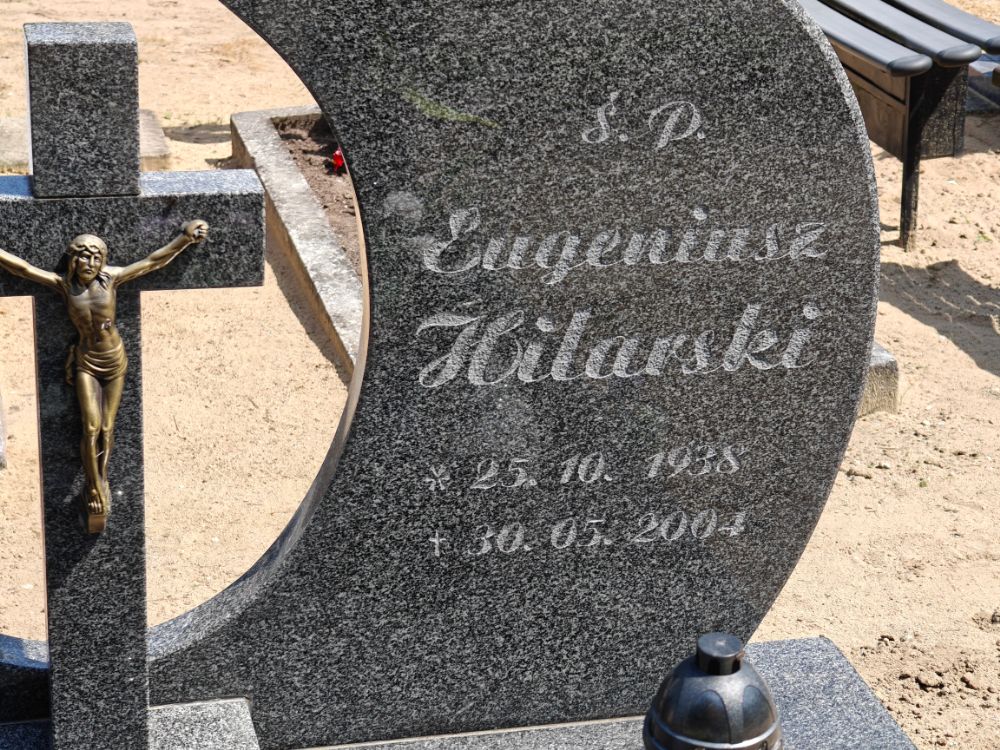 Ś. P.
Eugeniusz
Hilarski
* 25. 10. 1938
† 30. 05. 2004